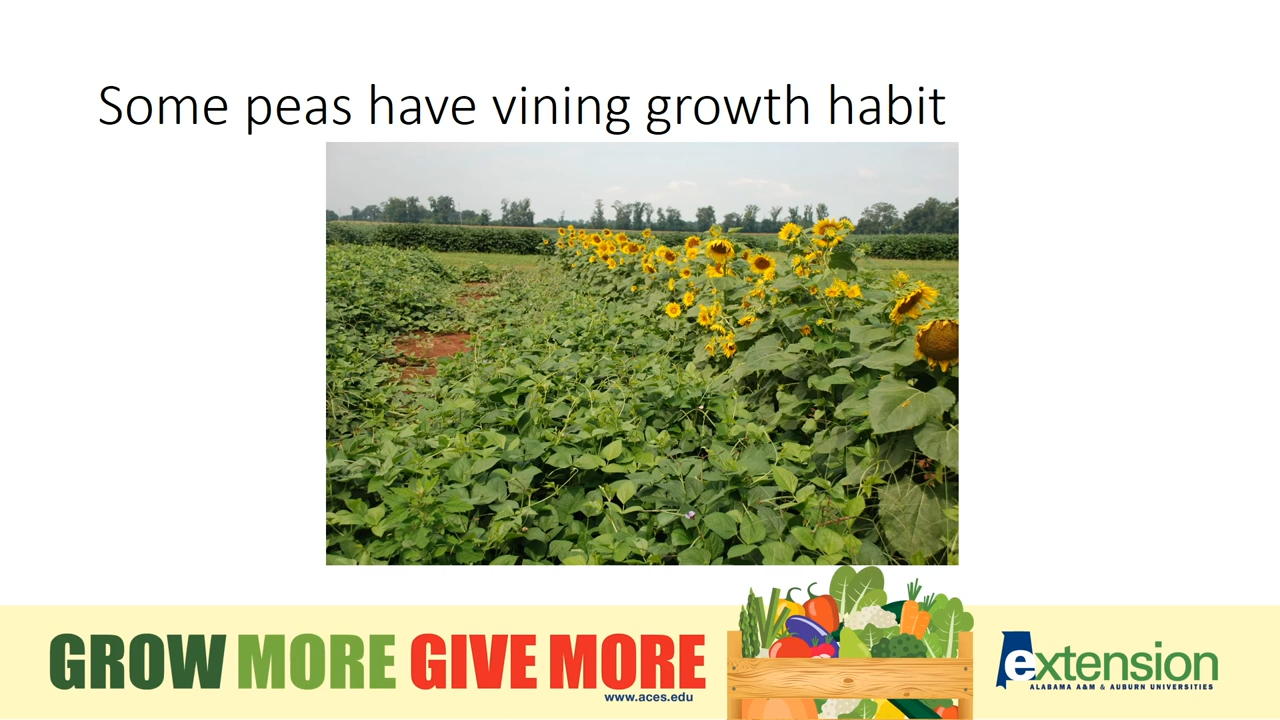 Some peas have vining growth habit
GROW MORE GIVE MORE
www.aces.edu
extension
ALABAMA A&M & AUBURN UNIVERSITIES